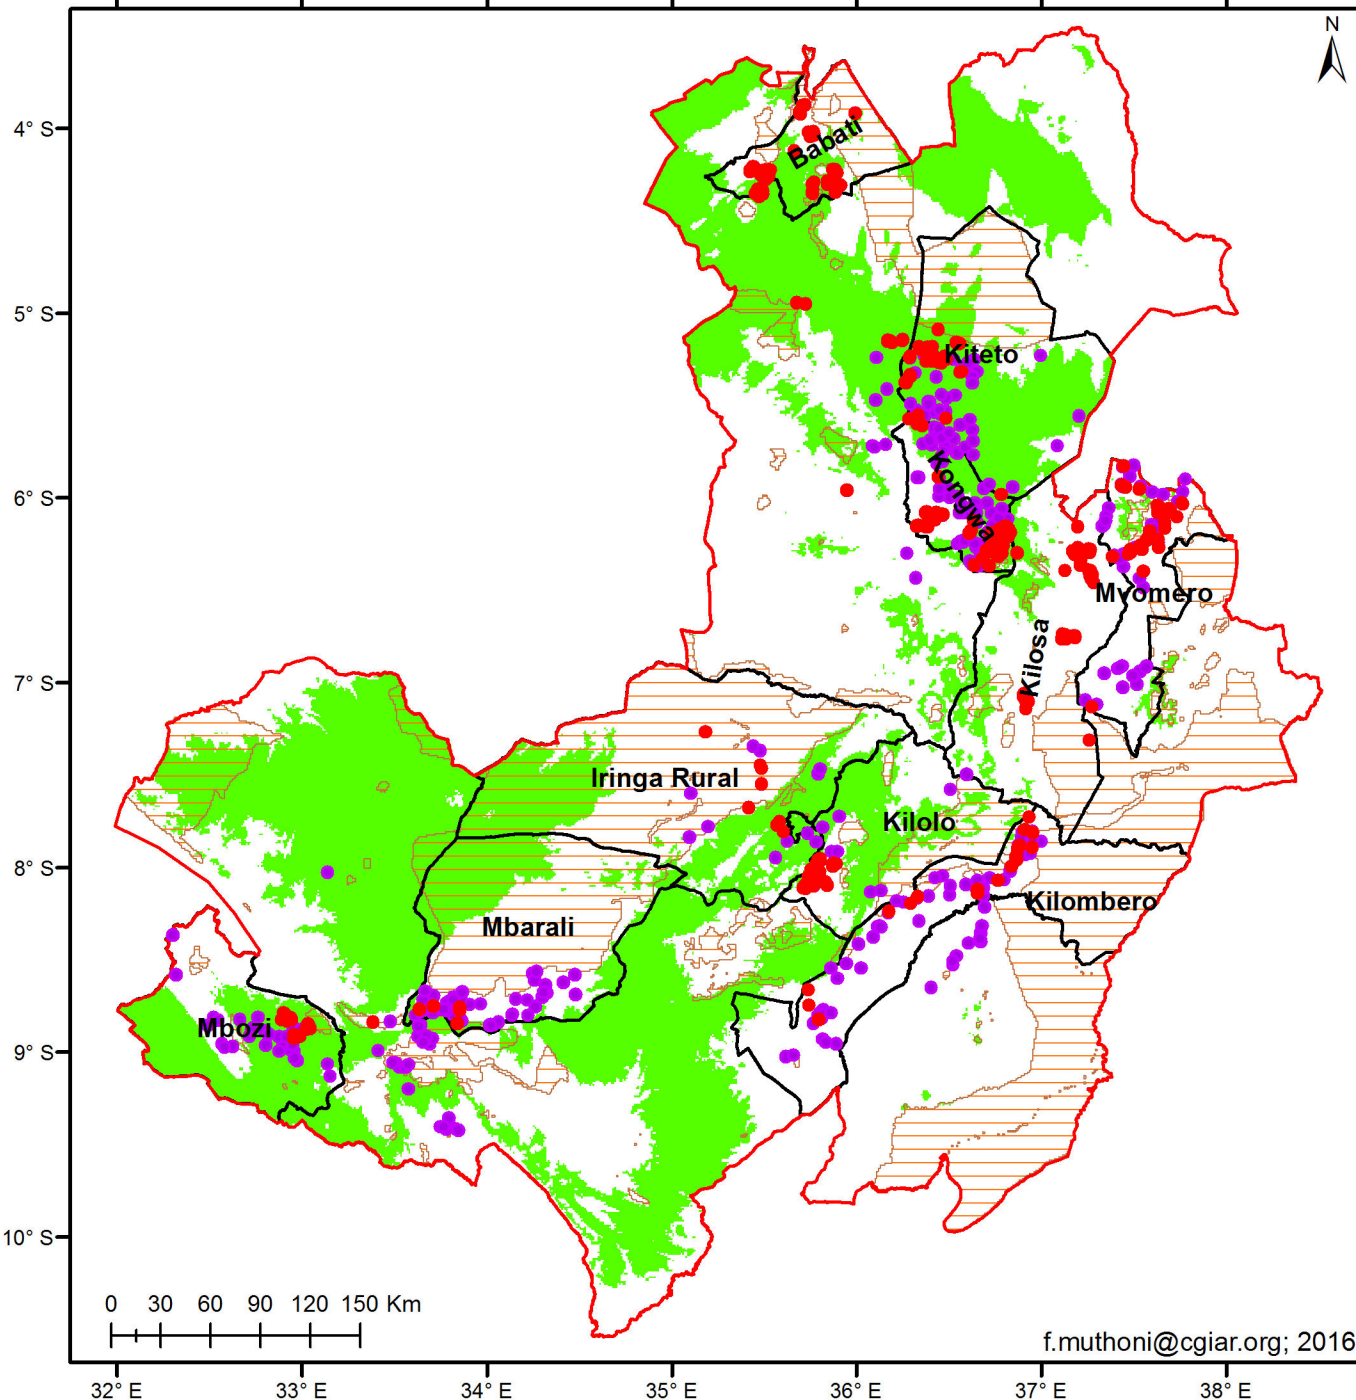 N
4° S
Babati
5° S
Kiteto
Kongwa
6° S
Mvomero
Kilosa
7° S
Iringa Rural
Kilolo
8° S
Kilombero
Mbarali
Mbozi
9° S
10° S
0 30 60 90 120 150 Km
f.muthoni@cgiar.org; 2016
32° E 33° E 34° E 35° E 36° E 37° E 38° E